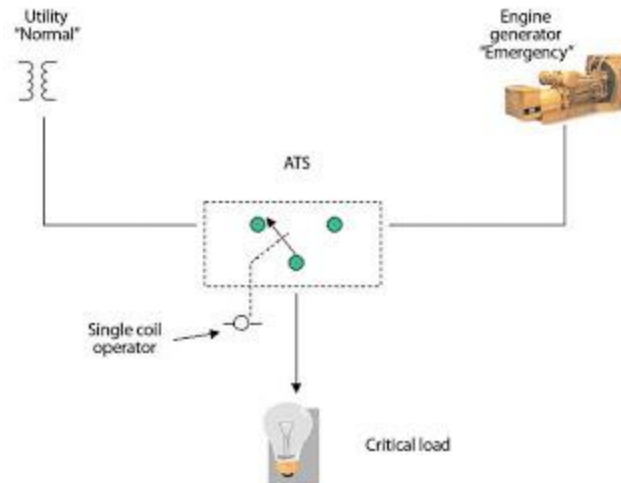 Utility
"Normal"
Engine
generator
"Emergency"
ATS
Single coil
operator
Critical load